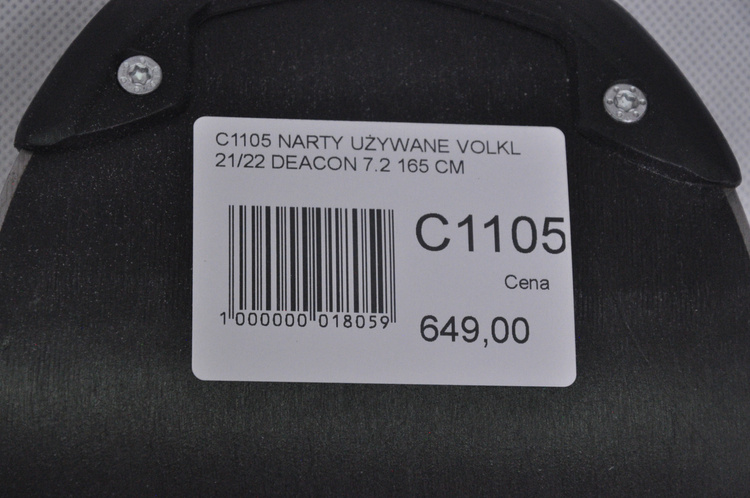 C1105 NARTY UŻYWANE VOLKL
21/22 DEACON 7.2 165 CM
C1105
Cena
649,00
1 000000 018059